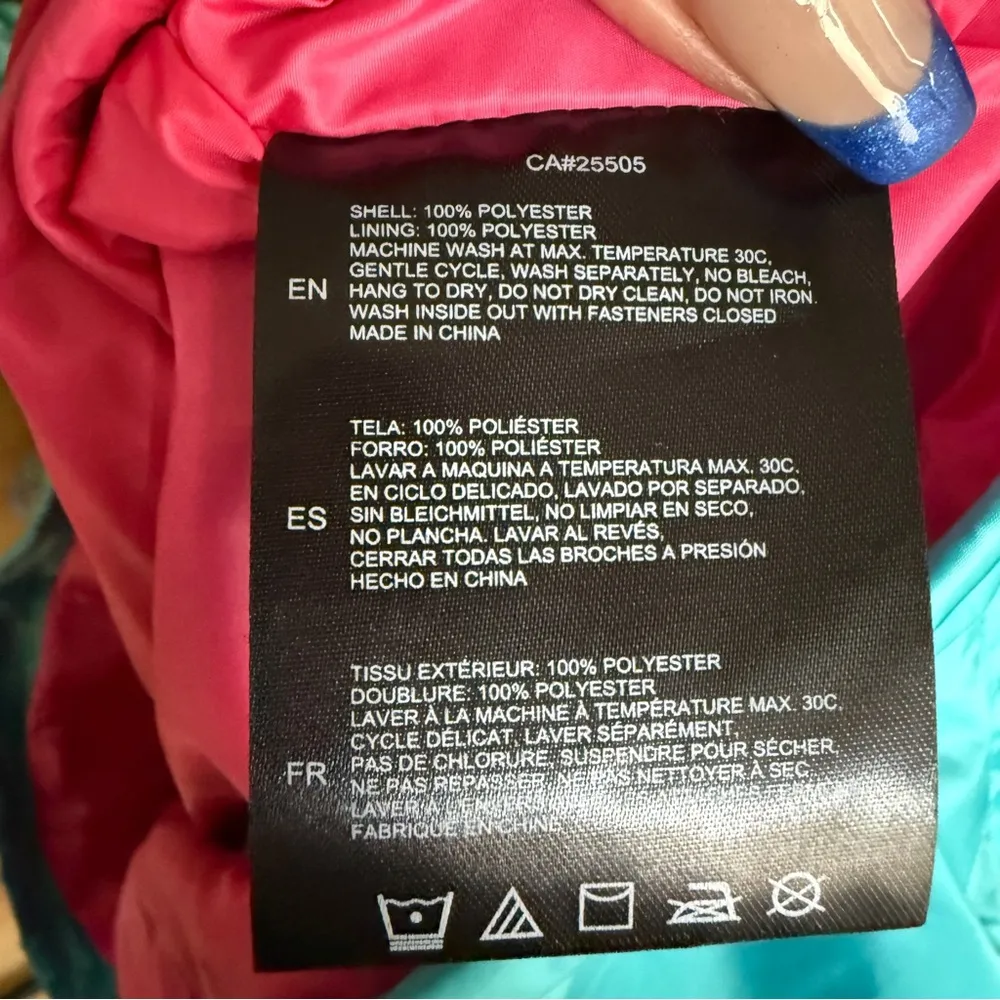 CA#25505
SHELL: 100% POLYESTER
LINING: 100% POLYESTER
MACHINE WASH AT MAX. TEMPERATURE 30C,
GENTLE CYCLE, WASH SEPARATELY, NO BLEACH,
EN
HANG TO DRY, DO NOT DRY CLEAN, DO NOT IRON.
WASH INSIDE OUT WITH FASTENERS CLOSED
MADE IN CHINA
TELA: 100% POLIÉSTER
FORRO: 100% POLIÉSTER
LAVAR A MAQUINA A TEMPERATURA MAX. 30C.
EN CICLO DELICADO, LAVADO POR SEPARADO,
ES
SIN BLEICHMITTEL, NO LIMPIAR EN SECO,
NO PLANCHA. LAVAR AL REVÉS,
CERRAR TODAS LAS BROCHES A PRESIÓN
HECHO EN CHINA
TISSU EXTÉRIEUR: 100% POLYESTER
DOUBLURE: 100% POLYESTER
LAVER À LA MACHINE À TEMPÉRATURE MAX. 30C.
CYCLE DÉLICAT, LAVER SÉPARÉMENT,
PAS DE CHLORURE. SUSPENDRE POUR SÉCHER,
FR
NE PAS REPASSER, NE PAS NETTOYER À SEC,
LAVER À
FABRIQUÉ EN CHINE